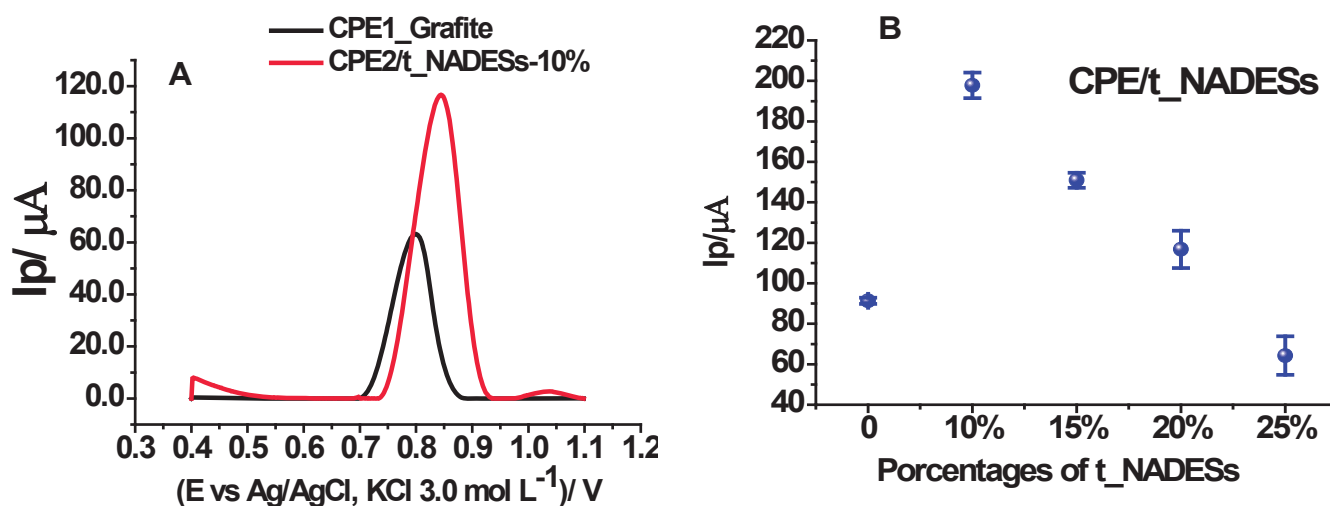 CPE1_Grafite
CPE2/t_NADESs-10%
A
120.0
100.0
80.0
60.0
40.0
20.0
0.0
Ip/ μA
0.3 0.4 0.5 0.6 0.7 0.8 0.9 1.0 1.1 1.2
(E vs Ag/AgCl, KCl 3.0 mol L⁻¹)/ V
B
CPE/t_NADESs
220
200
180
160
140
120
100
80
60
40
Ip/μA
0 10% 15% 20% 25%
Porcentages of t_NADESs